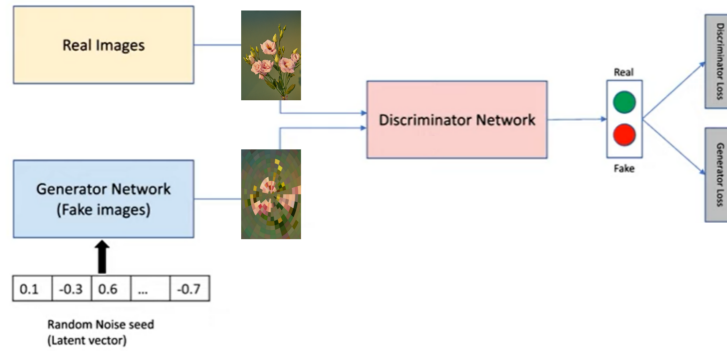 Real Images
Generator Network
(Fake images)
0.1 -0.3 0.6 ... -0.7
Random Noise seed
(Latent vector)
Discriminator Network
Real
Fake
Discriminator Loss
Generator Loss